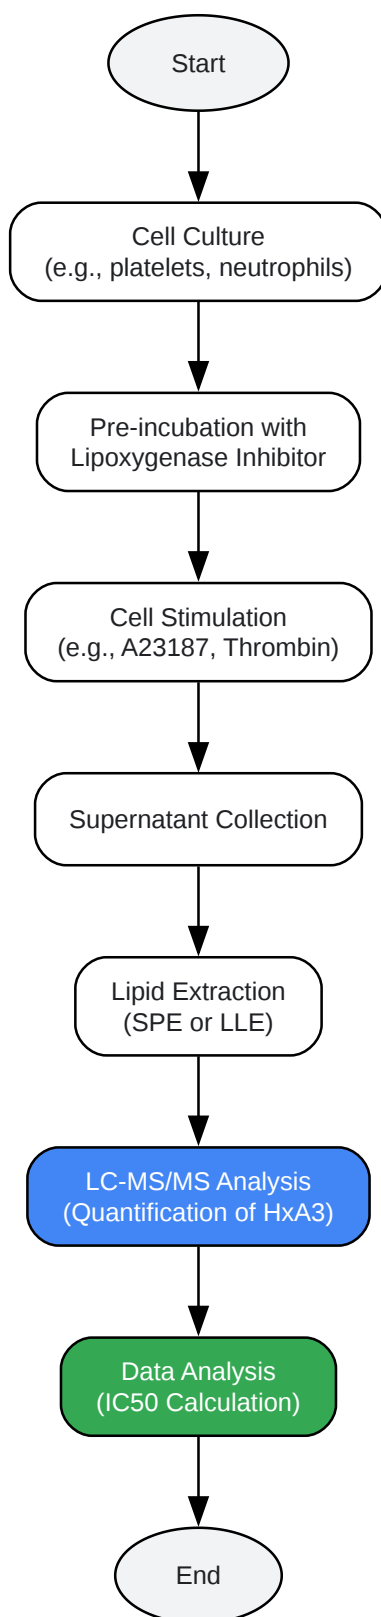 Start
Cell Culture
(e.g., platelets, neutrophils)
Pre-incubation with
Lipoxygenase Inhibitor
Cell Stimulation
(e.g., A23187, Thrombin)
Supernatant Collection
Lipid Extraction
(SPE or LLE)
LC-MS/MS Analysis
(Quantification of HxA3)
Data Analysis
(IC50 Calculation)
End